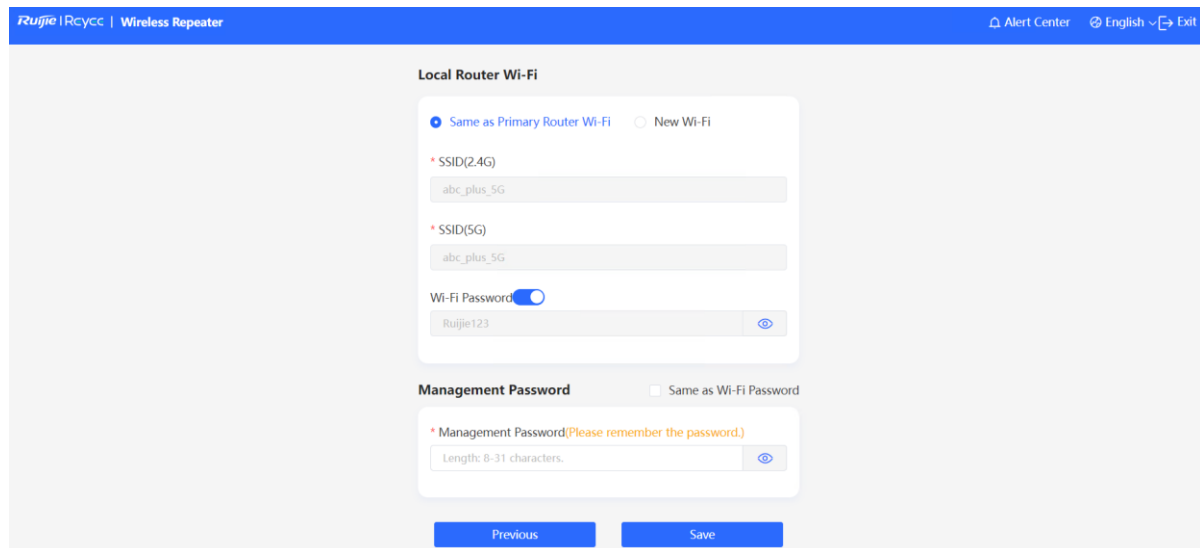 Ruijie | Rcycc | Wireless Repeater
Alert Center English Exit
Local Router Wi-Fi
Same as Primary Router Wi-Fi New Wi-Fi
* SSID(2.4G)
abc_plus_5G
* SSID(5G)
abc_plus_5G
Wi-Fi Password
Ruijie123
Management Password Same as Wi-Fi Password
* Management Password(Please remember the password.)
Length: 8-31 characters.
Previous Save